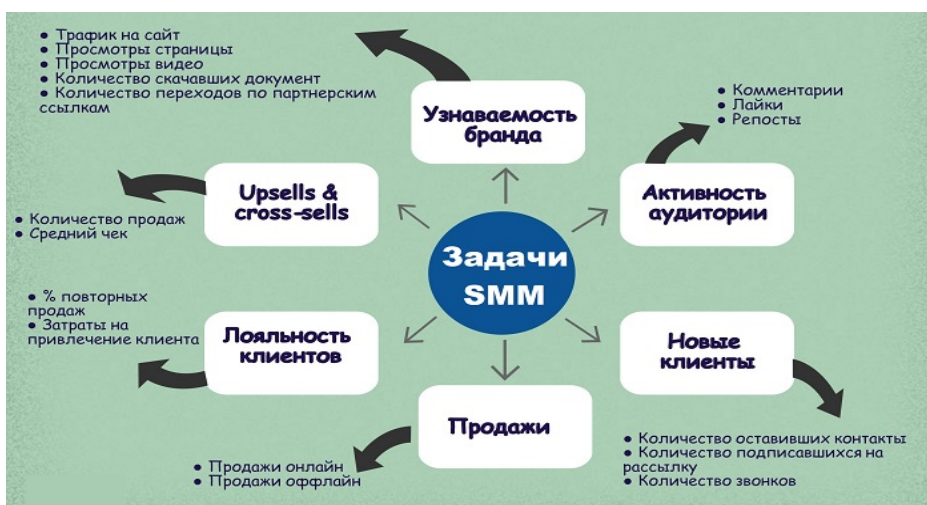 ● Трафик на сайт
● Просмотры страницы
● Просмотры видео
● Количество скачавших документ
● Количество переходов по партнерским
ссылкам
Узнаваемость
бренда
● Комментарии
● Лайки
● Репосты
Upsells &
cross-sells
Активность
аудитории
● Количество продаж
● Средний чек
Задачи
SMM
● % повторных
продаж
● Затраты на
привлечение клиента
Лояльность
клиентов
Новые
клиенты
Продажи
● Продажи онлайн
● Продажи оффлайн
● Количество оставивших контакты
● Количество подписавшихся на
рассылку
● Количество звонков